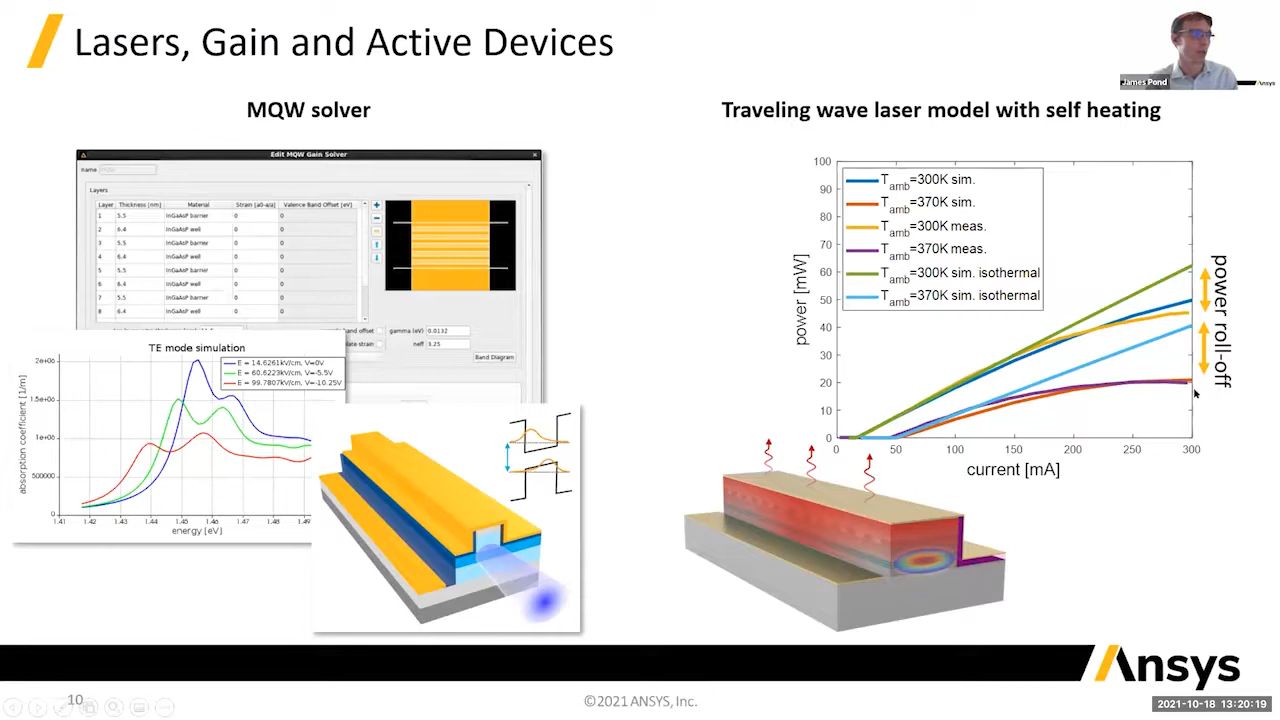 Lasers, Gain and Active Devices
James Pond
Ansys
MQW solver
Traveling wave laser model with self heating
Edit MQW Gain Solver
name
Layers
Layer Thickness [nm] Material Strain [a0-a/a] Valence Band Offset [eV]
1 5.5 InGaAsP barrier 0 0
2 6.4 InGaAsP well 0 0
3 5.5 InGaAsP barrier 0 0
4 6.4 InGaAsP well 0 0
5 5.5 InGaAsP barrier 0 0
6 6.4 InGaAsP well 0 0
7 5.5 InGaAsP barrier 0 0
8 6.4 InGaAsP well 0 0
band offset gamma (eV) 0.0132
strain neff 3.25
Band Diagram
TE mode simulation
E = 14.6261kV/cm, V=0V
E = 60.6223kV/cm, V=-5.5V
E = 99.7807kV/cm, V=-10.25V
absorption coefficient [1/m]
2e+06
1.5e+06
1e+06
500000
0
1.41 1.42 1.43 1.44 1.45 1.46 1.47 1.48 1.49
energy [eV]
power [mW]
100
90
80
70
60
50
40
30
20
10
0
Tamb=300K sim.
Tamb=370K sim.
Tamb=300K meas.
Tamb=370K meas.
Tamb=300K sim. isothermal
Tamb=370K sim. isothermal
0 50 100 150 200 250 300
current [mA]
power roll-off
Ansys
10
©2021 ANSYS, Inc.
2021-10-18 13:20:19